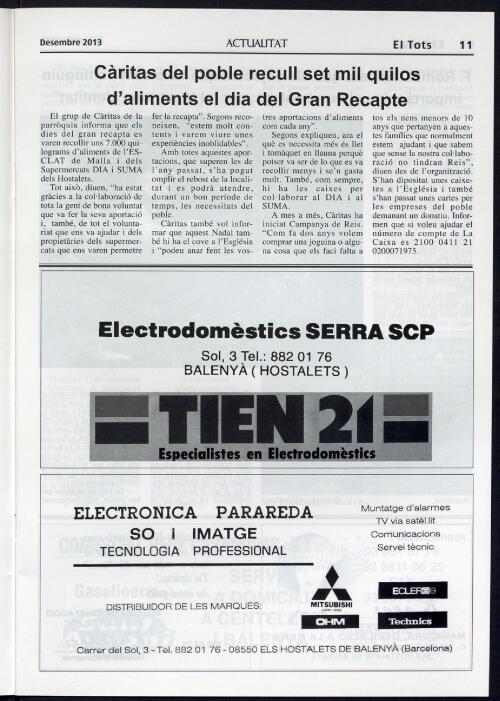 Desembre 2013
ACTUALITAT
El Tots 11
Càritas del poble recull set mil quilos
d'aliments el dia del Gran Recapte
El grup de Càritas de la
parròquia informa que els
dies del gran recapta es
varen recollir uns 7.000 qui-
lograms d'aliments de l'ES-
CLAT de Malla i dels
Supermercats DIA i SUMA
dels Hostalets.
Tot això, diuen, "ha estat
gràcies a la col·laboració de
tota la gent de bona voluntat
que va fer la seva aportació
i, també, de tot el volunta-
riat que ens va ajudar i dels
propietàries dels supermer-
cats que ens varen permetre
fer la recapta". Segons reco-
neixen, "estem molt con-
tents i varem viure unes
experiències inoblidables".
Amb totes aquestes apor-
tacions, que superen les de
l'any passat, s'ha pogut
omplir el rebost de la locali-
tat i es podrà atendre,
durant un bon període de
temps, les necesitats del
poble.
Càritas també vol infor-
mar que aquest Nadal tam-
bé hi ha el cove a l'Església
i "podeu anar fent les vos-
tres aportacions d'aliments
com cada any".
Segons expliquen, ara el
què es necessita més és llet
i tomàquet en llauna perquè
potser va ser de lo que es va
recollir menys i se'n gasta
molt. També, com sempre,
hi ha les caixes per
col·laborar al DIA i al
SUMA.
A mes a més, Càritas ha
iniciat Campanya de Reis.
"Com fa dos anys volem
comprar una joguina o algu-
na cosa que els faci falta a
tots els nens menors de 10
anys que pertanyen a aques-
tes famílies que normalment
estem ajudant i que sabem
que sense la nostra col·labo-
ració no tindran Reis",
diuen des de l'organització.
S'han dipositat unes caixe-
tes a l'Església i també
s'han passat unes cartes per
les empreses del poble
demanant un donatiu. Infor-
men que si voleu ajudar el
número de compte de La
Caixa es 2100 0411 21
0200071975.
Electrodomèstics SERRA SCP
Sol, 3 Tel.: 882 01 76
BALENYÀ ( HOSTALETS )
TIEN 21
Especialistes en Electrodomèstics
ELECTRONICA PARAREDA
SO i IMATGE
TECNOLOGIA PROFESSIONAL
Muntatge d'alarmes
TV via satèl.lit
Comunicacions
Servei tècnic
DISTRIBUIDOR DE LES MARQUES:
MITSUBISHI
OHM
ECLER
Technics
Carrer del Sol, 3 - Tel. 882 01 76 - 08550 ELS HOSTALETS DE BALENYÀ (Barcelona)